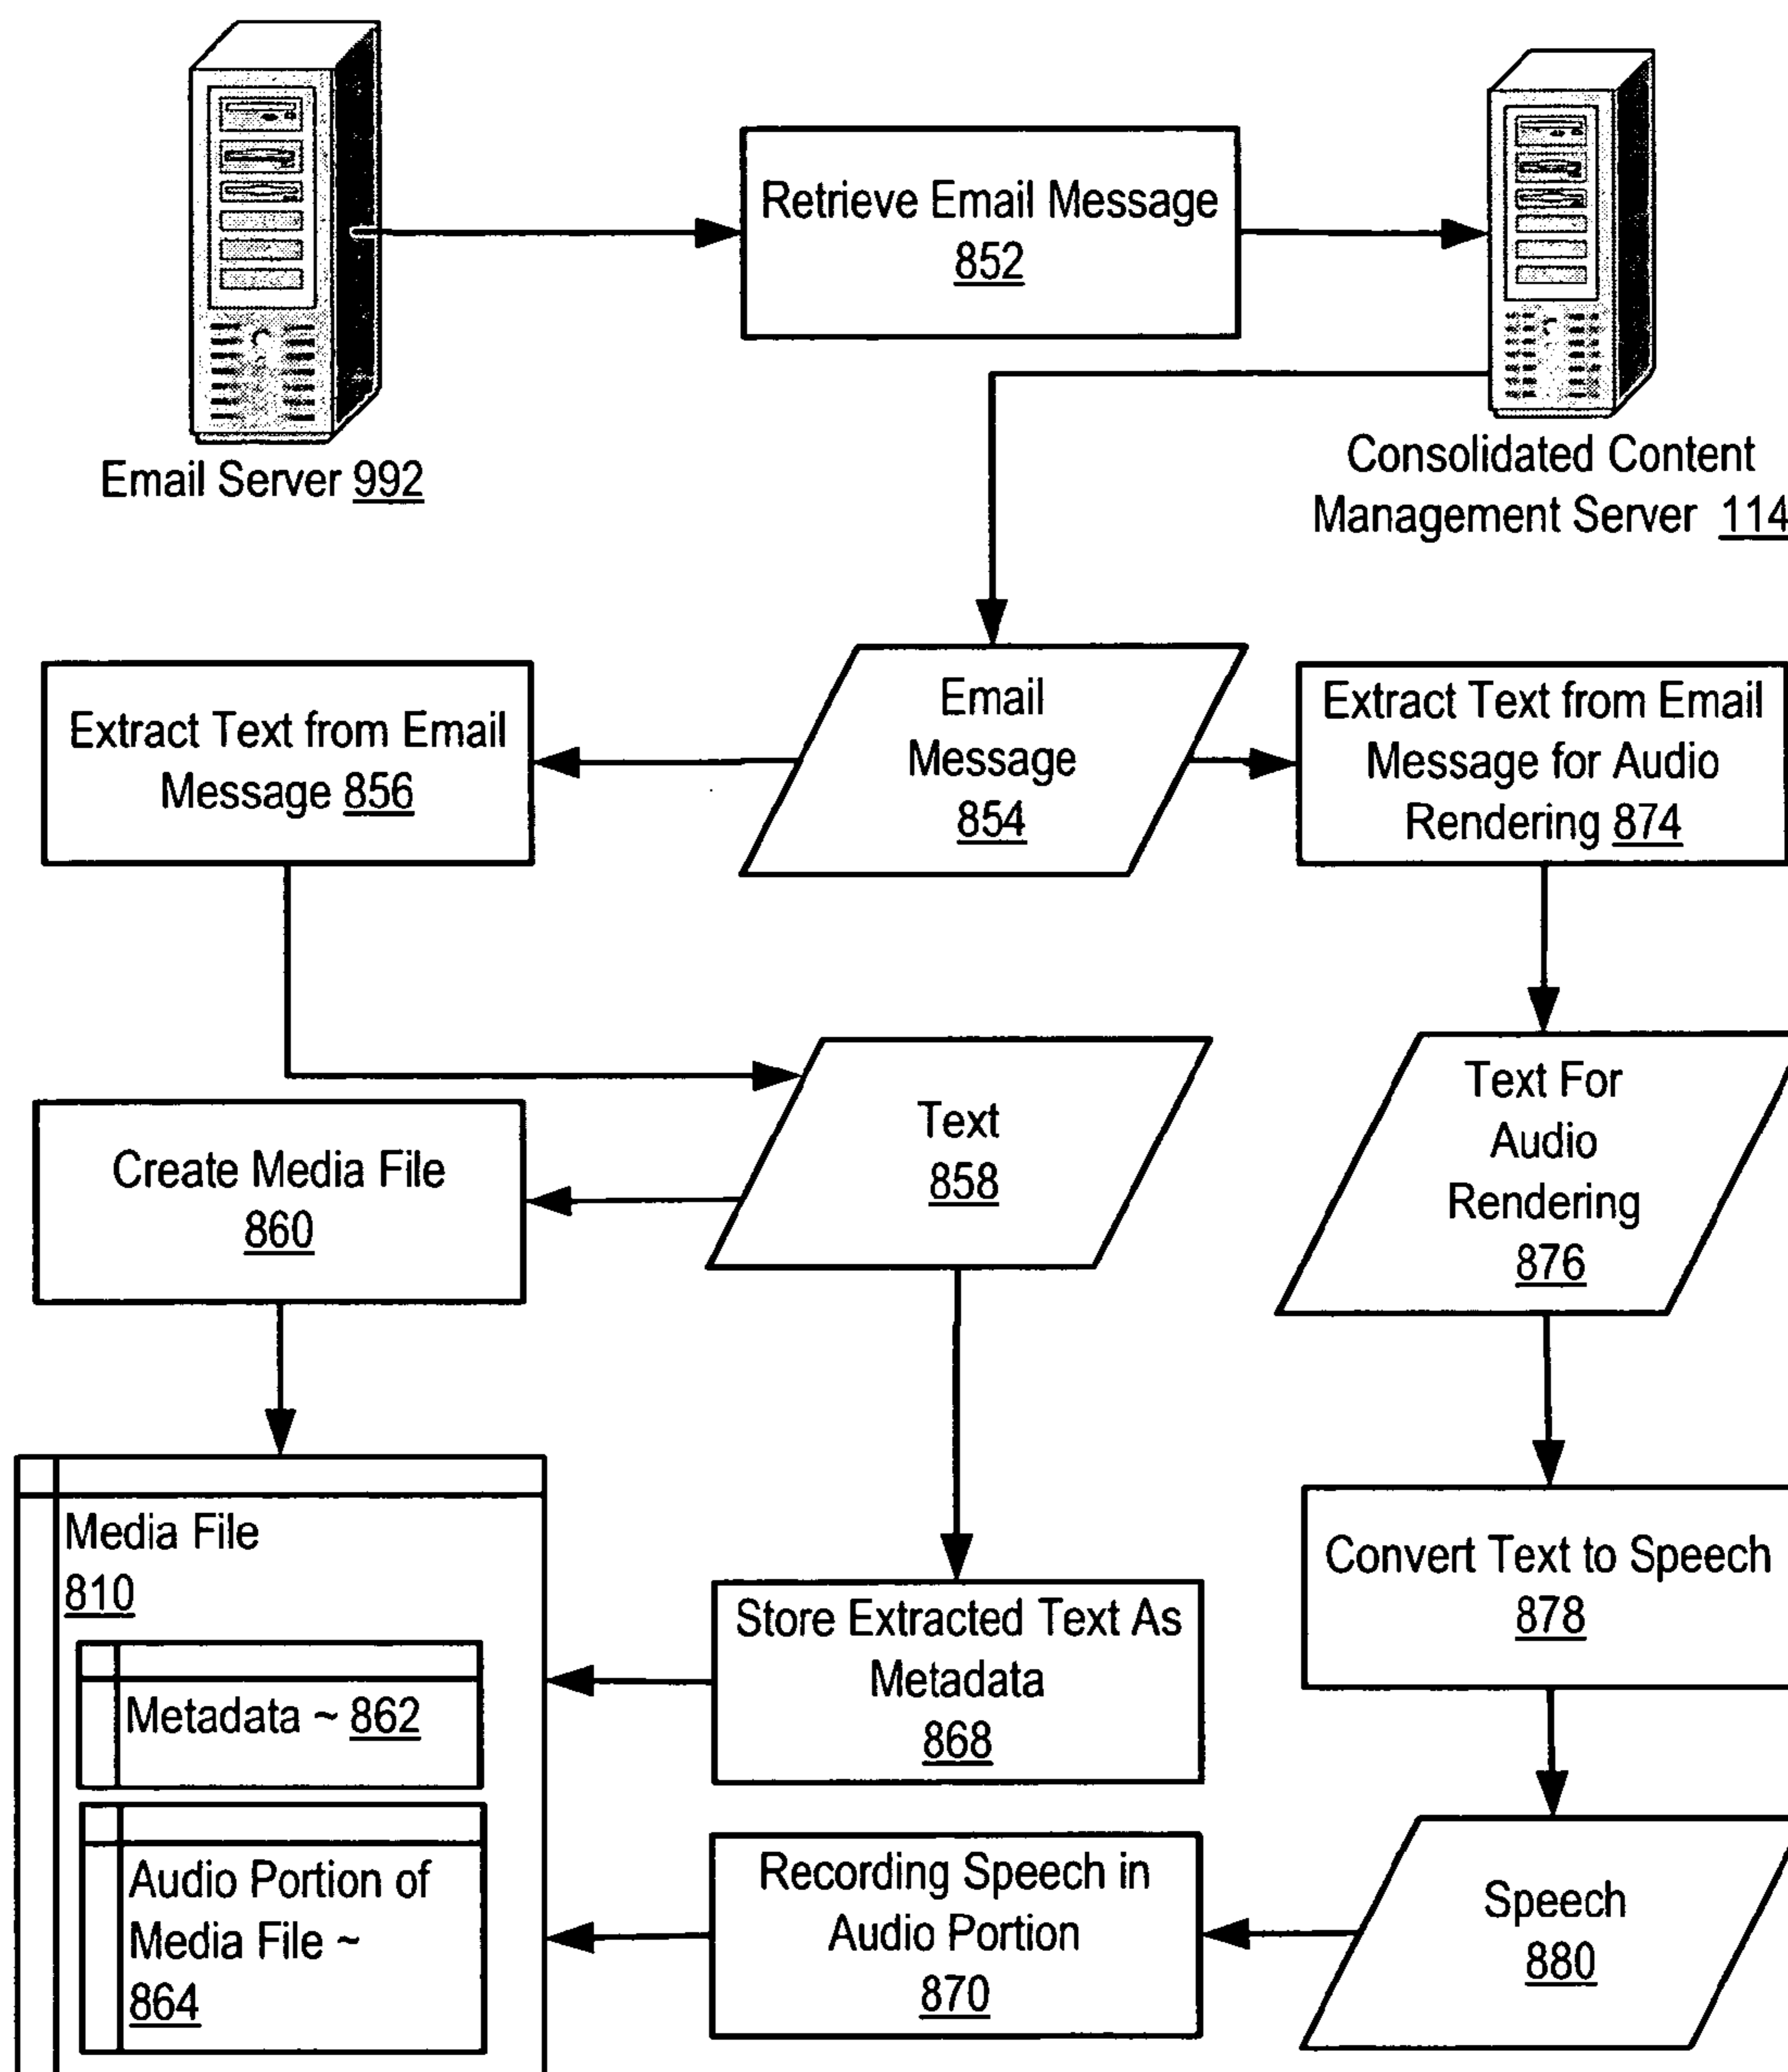 Retrieve Email Message
852
Email Server 992
Consolidated Content
Management Server 114
Email
Message
854
Extract Text from Email
Message 856
Extract Text from Email
Message for Audio
Rendering 874
Text
858
Text For
Audio
Rendering
876
Create Media File
860
Media File
810
Metadata ~ 862
Audio Portion of
Media File ~
864
Store Extracted Text As
Metadata
868
Convert Text to Speech
878
Recording Speech in
Audio Portion
870
Speech
880